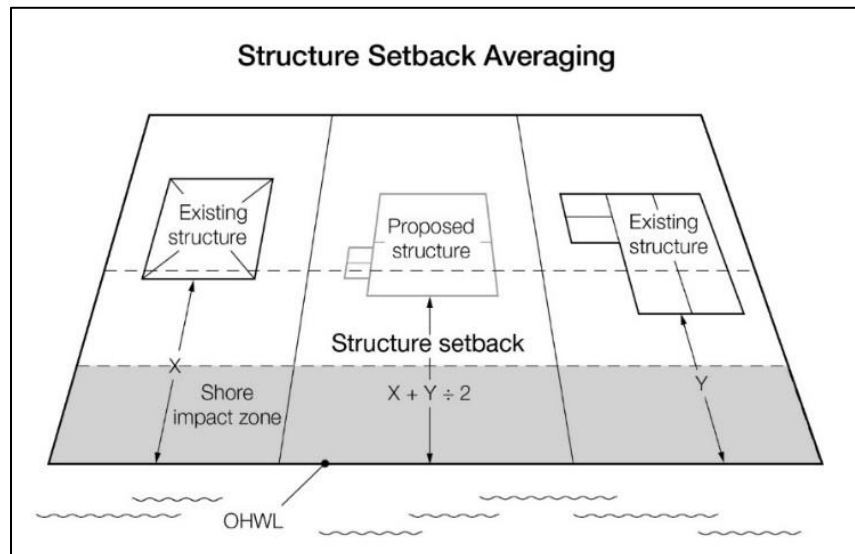 Structure Setback Averaging
Existing
structure
Proposed
structure
Existing
structure
Structure setback
X
Shore
impact zone
X + Y ÷ 2
Y
OHWL